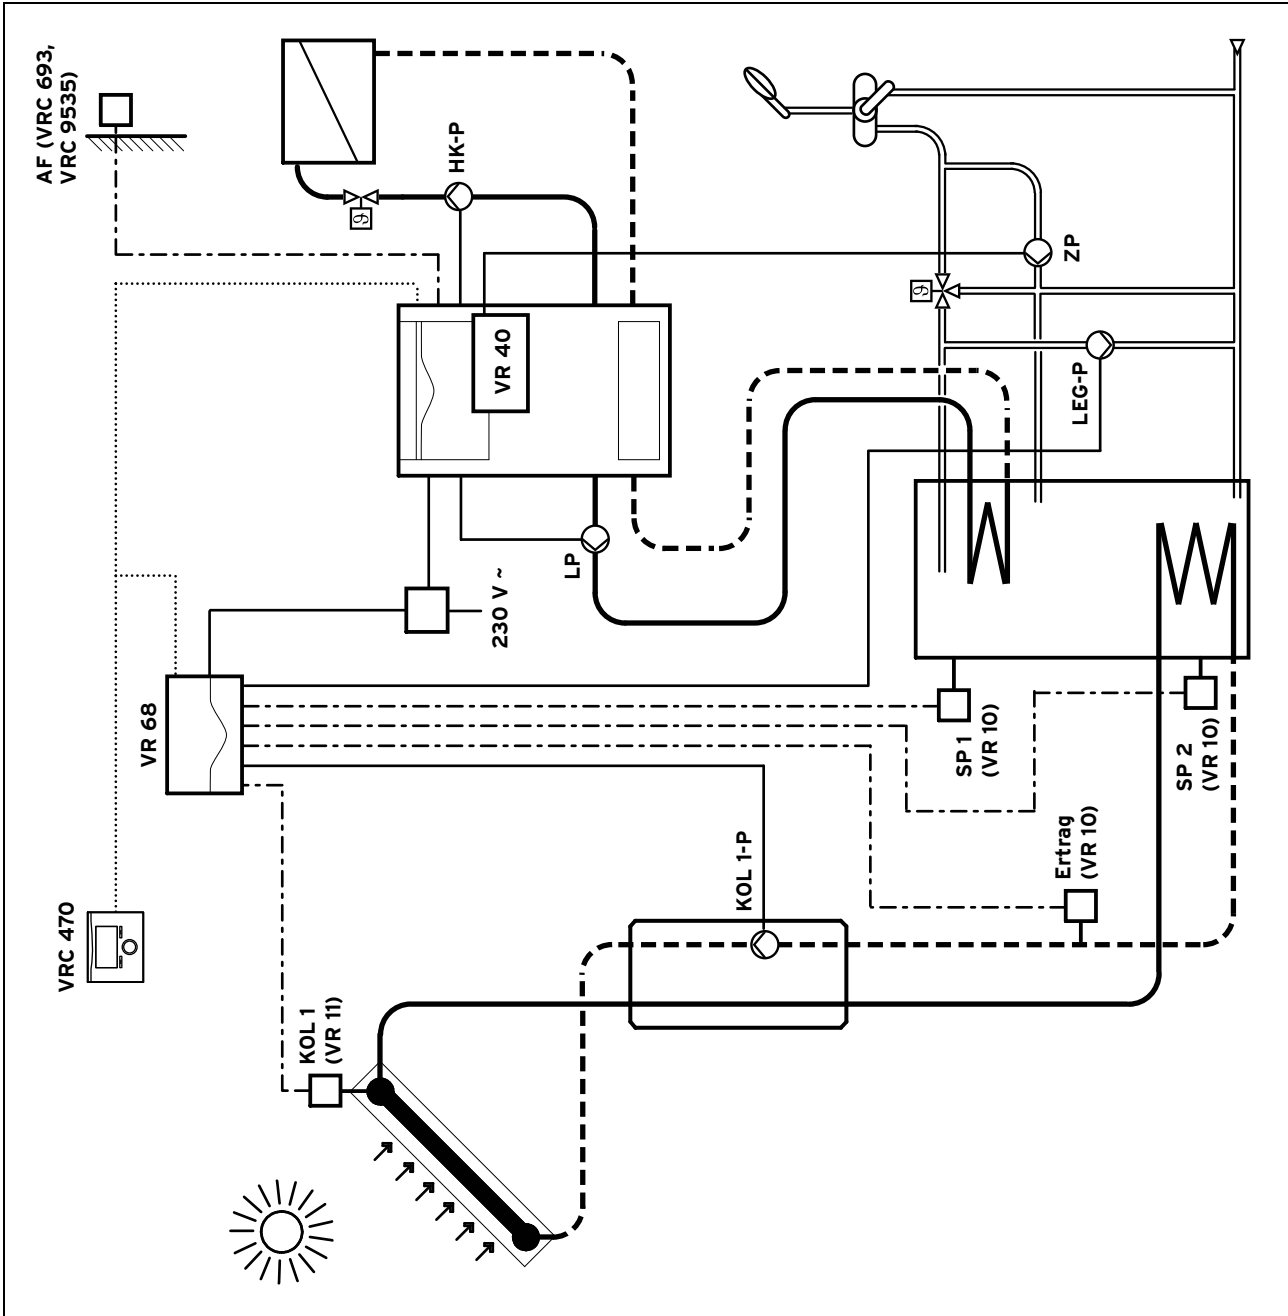 AF (VRC 693,
VRC 9535)
HK-P
VR 40
ZP
LEG-P
LP
230 V ~
VR 68
SP 1
(VR 10)
SP 2
(VR 10)
Ertrag
(VR 10)
KOL 1-P
VRC 470
KOL 1
(VR 11)